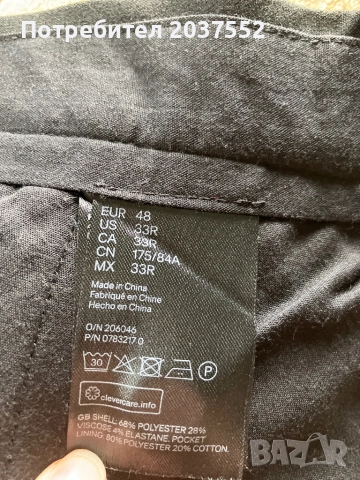 Потребител 2037552
EUR 48
US 33R
CA 33R
CN 175/84A
MX 33R
Made in China
Fabriqué en Chine
Hecho en China
O/N 206046
P/N 0783217.0
30 P
clevercare.info
GB SHELL: 68% POLYESTER 28%
VISCOSE 4% ELASTANE. POCKET
LINING: 80% POLYESTER 20% COTTON.
BAZAR